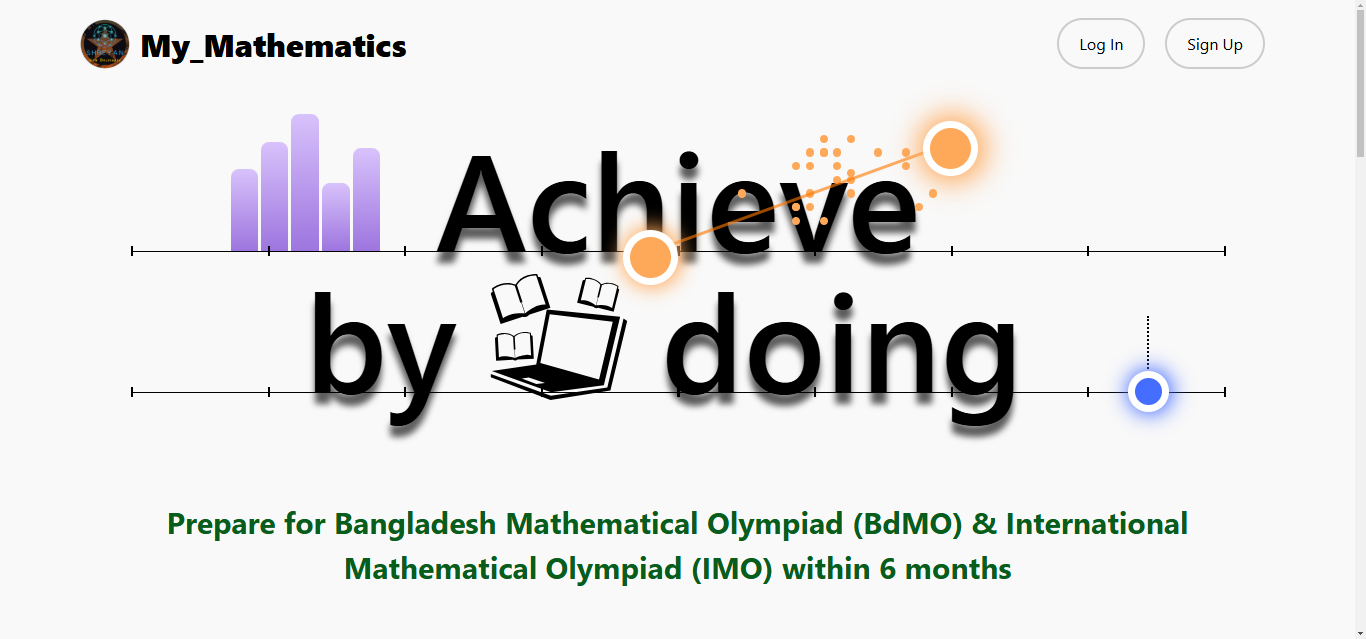 My_Mathematics
Log In
Sign Up
Achieve
by doing
Prepare for Bangladesh Mathematical Olympiad (BdMO) & International
Mathematical Olympiad (IMO) within 6 months